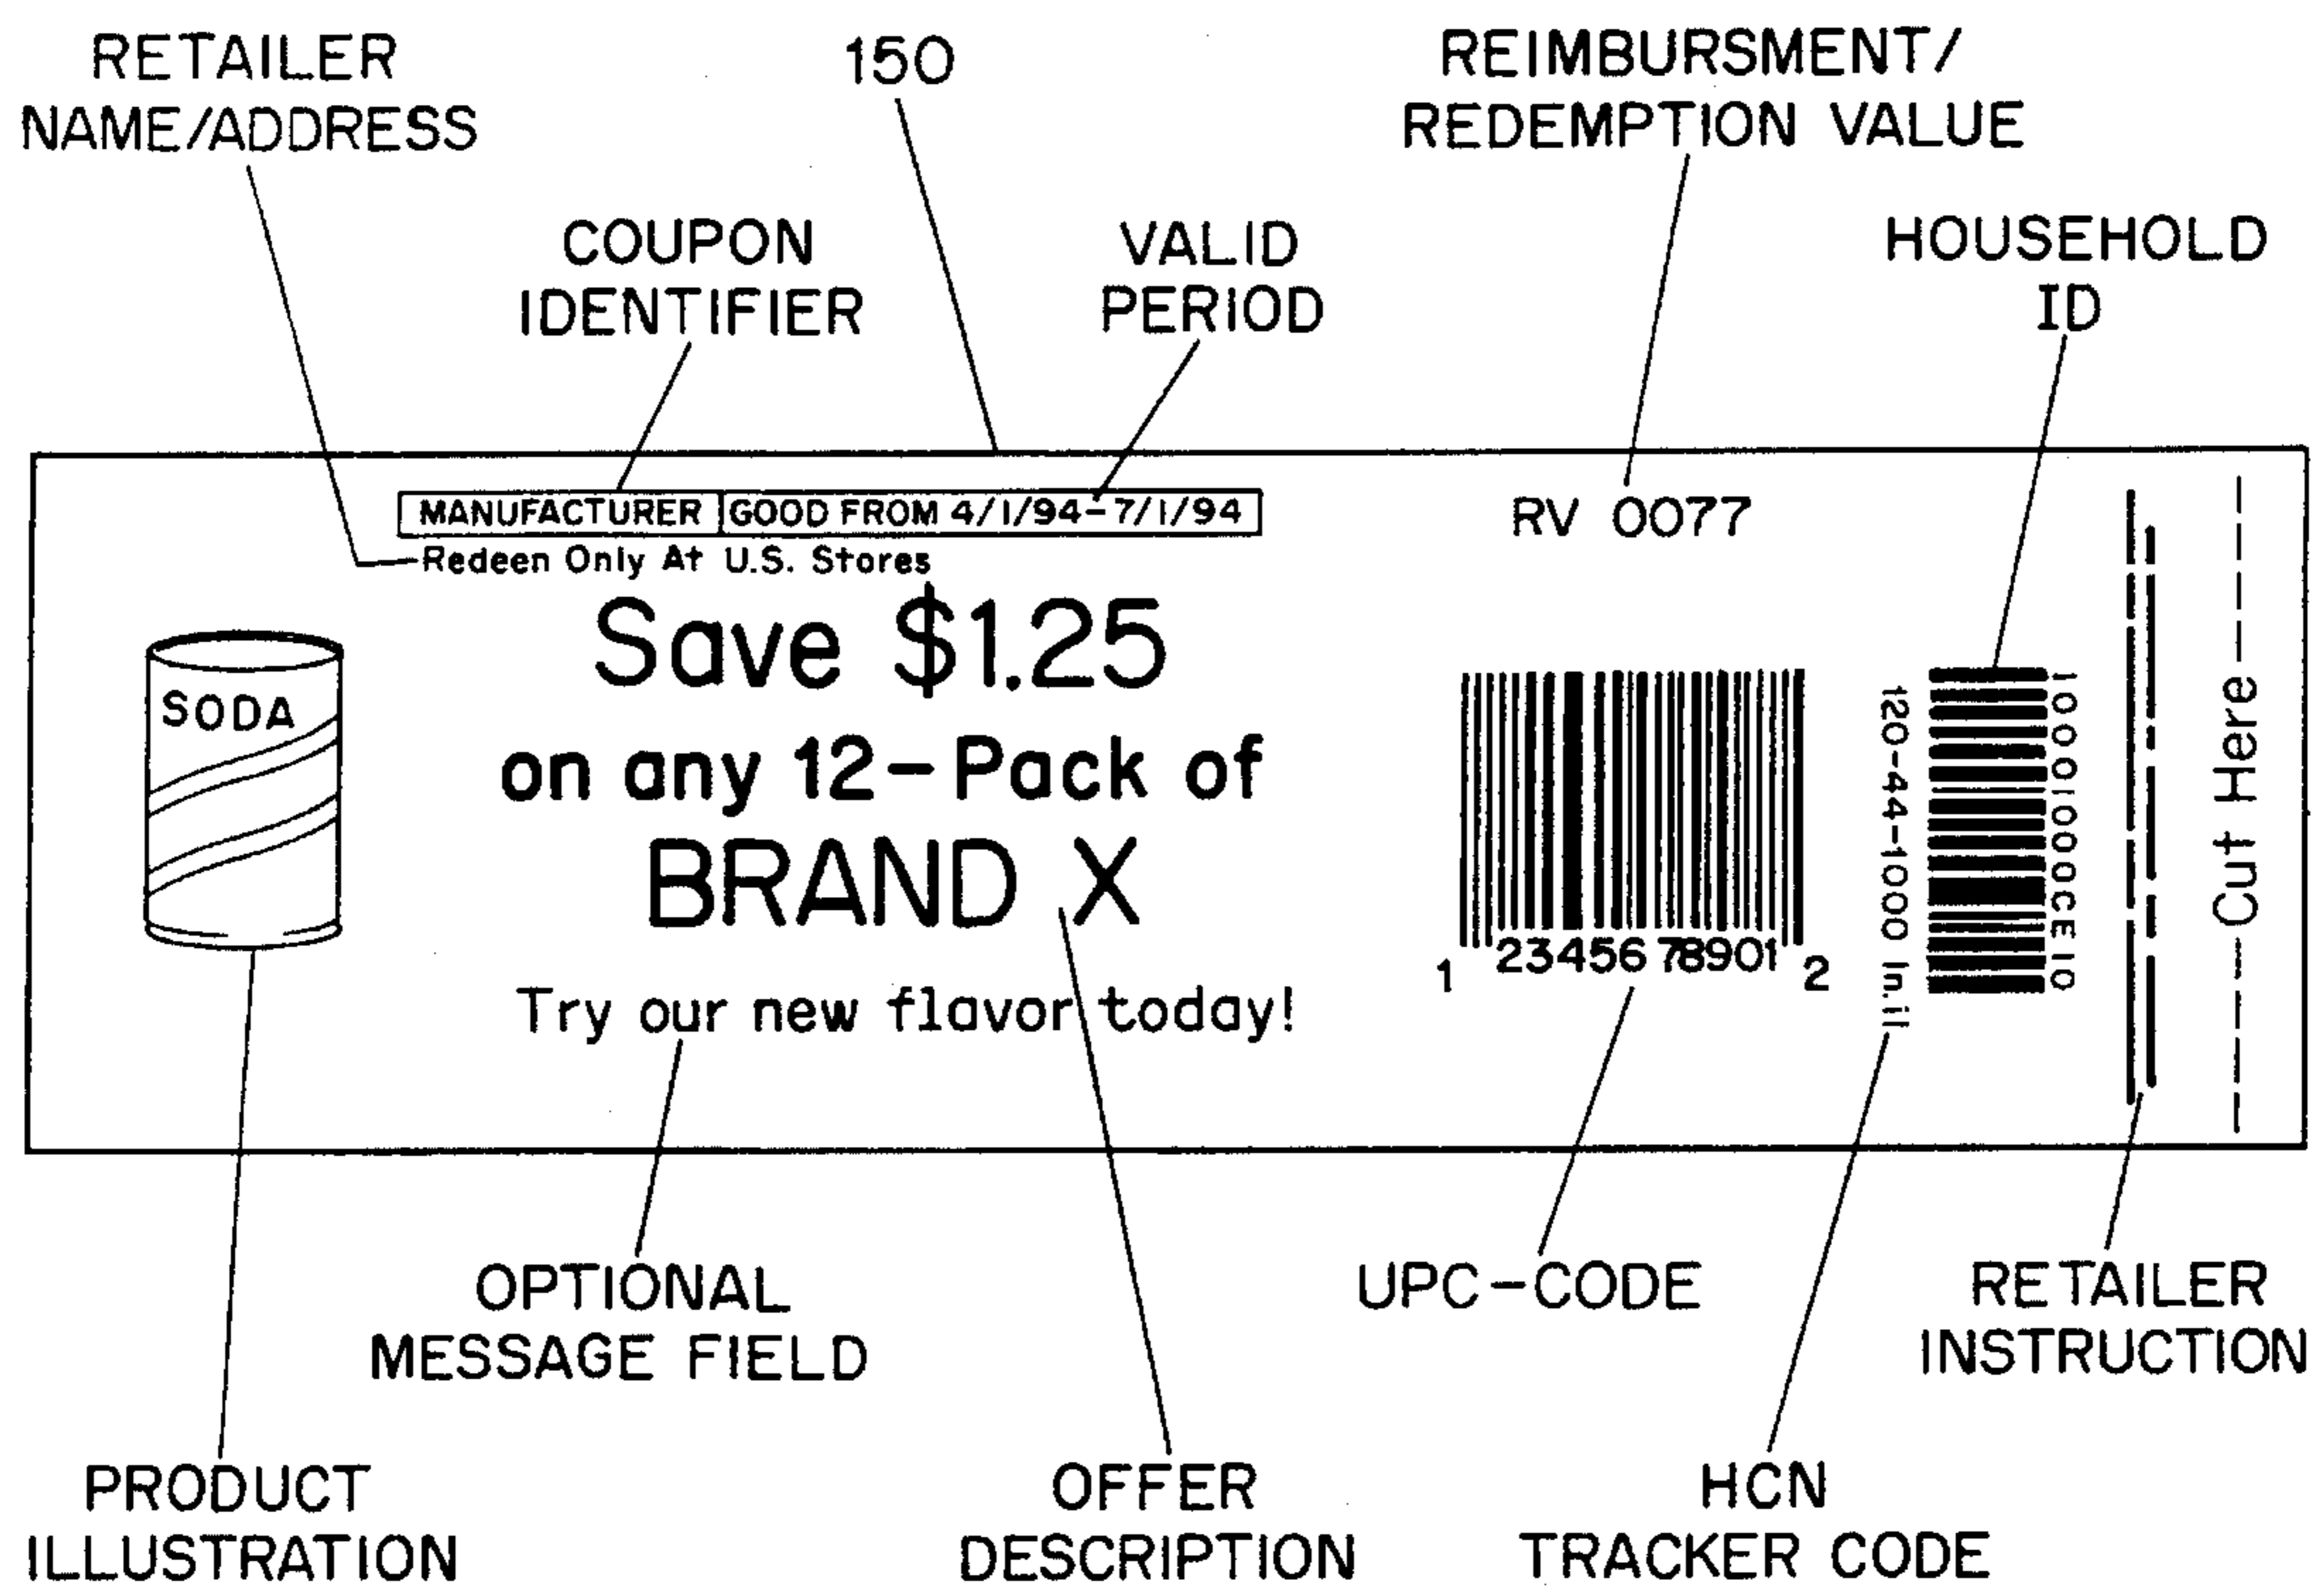 RETAILER
NAME/ADDRESS
150
REIMBURSMENT/
REDEMPTION VALUE
COUPON
IDENTIFIER
VALID
PERIOD
HOUSEHOLD
ID
MANUFACTURER GOOD FROM 4/1/94-7/1/94
RV 0077
Redeen Only At U.S. Stores
Save $1.25
on any 12-Pack of
BRAND X
Try our new flavor today!
SODA
1 23456 78901 2
120-44-1000 In.il
100010000CE10
Cut Here
OPTIONAL
MESSAGE FIELD
UPC-CODE
RETAILER
INSTRUCTION
PRODUCT
ILLUSTRATION
OFFER
DESCRIPTION
HCN
TRACKER CODE